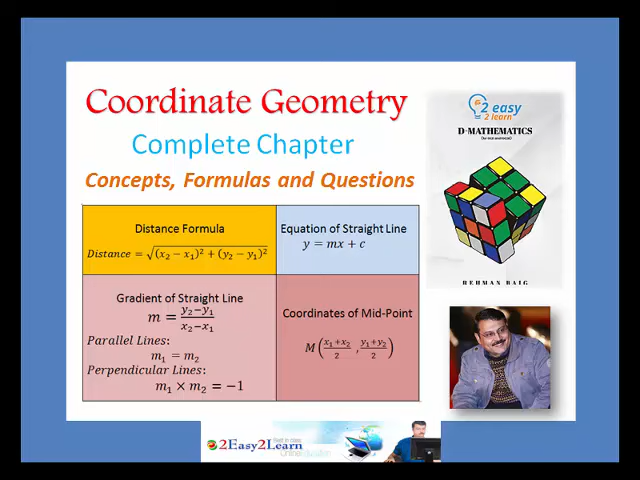 Coordinate Geometry
Complete Chapter
Concepts, Formulas and Questions
Distance Formula
Distance = √(x₂ − x₁)² + (y₂ − y₁)²
Equation of Straight Line
y = mx + c
Gradient of Straight Line
m = y₂−y₁ / x₂−x₁
Parallel Lines:
m₁ = m₂
Perpendicular Lines:
m₁ × m₂ = −1
Coordinates of Mid-Point
M (x₁+x₂ / 2 , y₁+y₂ / 2)
2 easy
2 learn
D-MATHEMATICS
REHMAN BAIG
2Easy2Learn